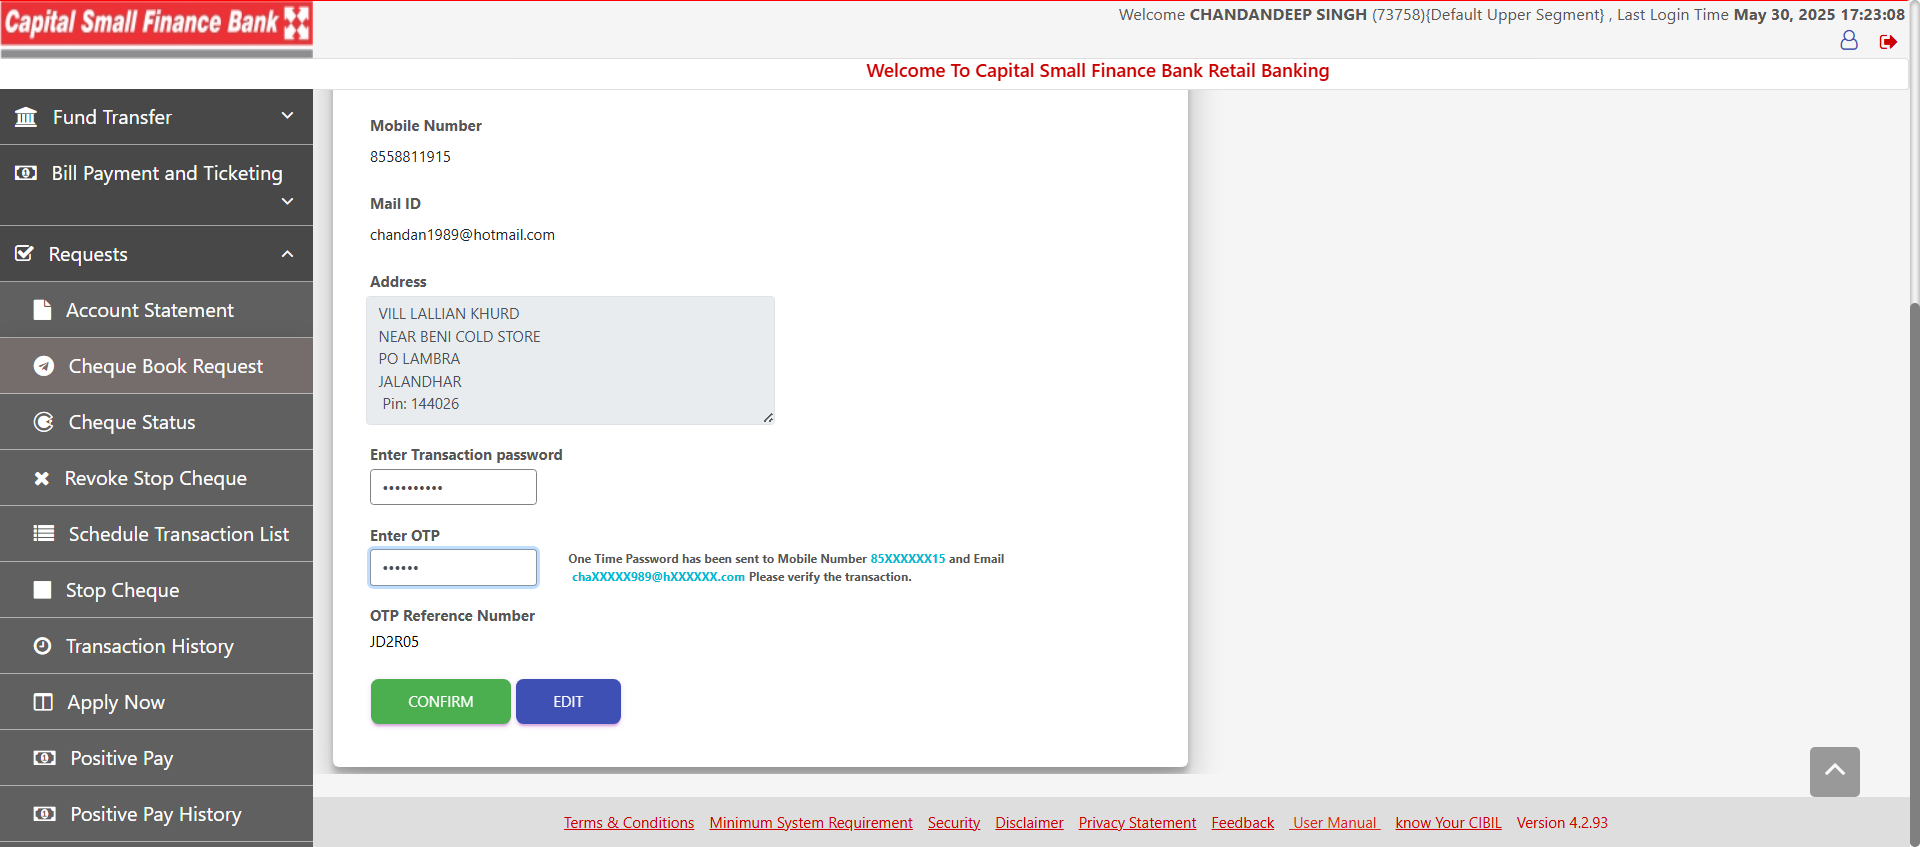 Capital Small Finance Bank
Welcome CHANDANDEEP SINGH (73758){Default Upper Segment} , Last Login Time May 30, 2025 17:23:08
Welcome To Capital Small Finance Bank Retail Banking
Fund Transfer
Bill Payment and Ticketing
Requests
Account Statement
Cheque Book Request
Cheque Status
Revoke Stop Cheque
Schedule Transaction List
Stop Cheque
Transaction History
Apply Now
Positive Pay
Positive Pay History
Mobile Number
8558811915
Mail ID
chandan1989@hotmail.com
Address
VILL LALLIAN KHURD
NEAR BENI COLD STORE
PO LAMBRA
JALANDHAR
Pin: 144026
Enter Transaction password
••••••••••
Enter OTP
••••••
One Time Password has been sent to Mobile Number 85XXXXXX15 and Email
chaXXXXX989@hXXXXXX.com Please verify the transaction.
OTP Reference Number
JD2R05
CONFIRM EDIT
Terms & Conditions Minimum System Requirement Security Disclaimer Privacy Statement Feedback User Manual know Your CIBIL Version 4.2.93